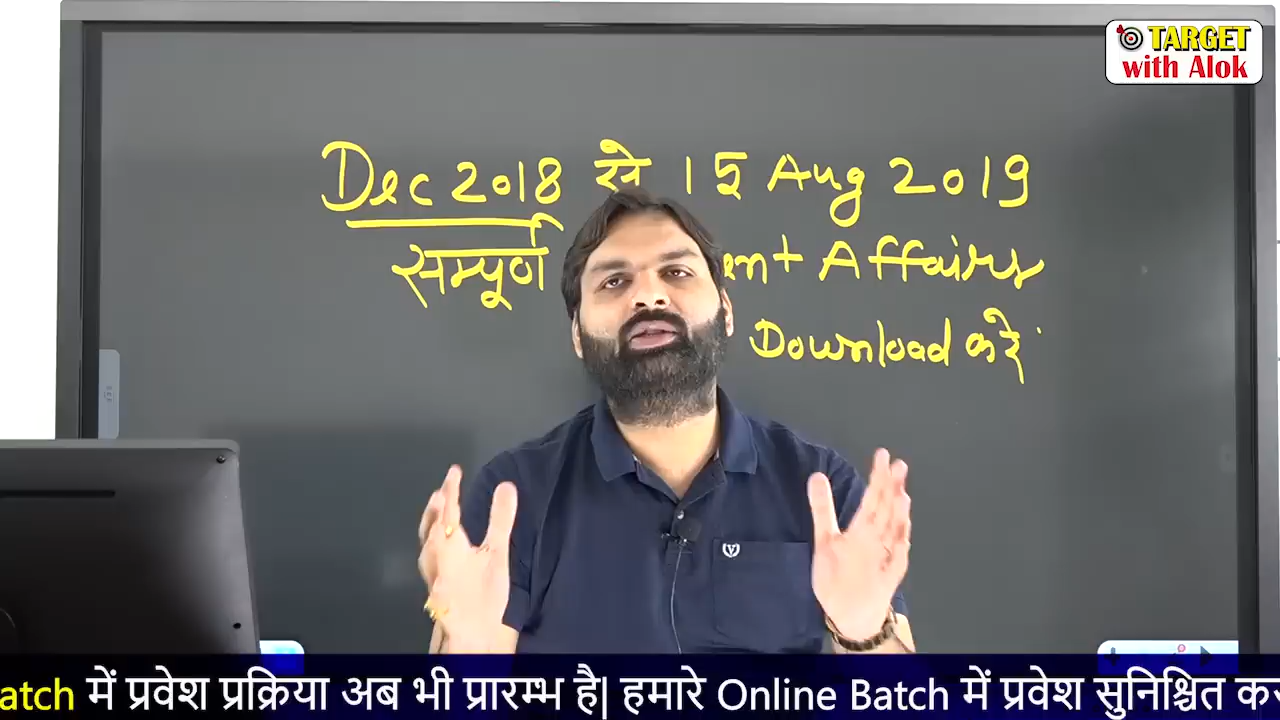 TARGET
with Alok
Dec 2018 से 15 Aug 2019
सम्पूर्ण Affairs
Download करे
में प्रवेश प्रक्रिया अब भी प्रारम्भ है| हमारे Online Batch में प्रवेश सुनिश्चित